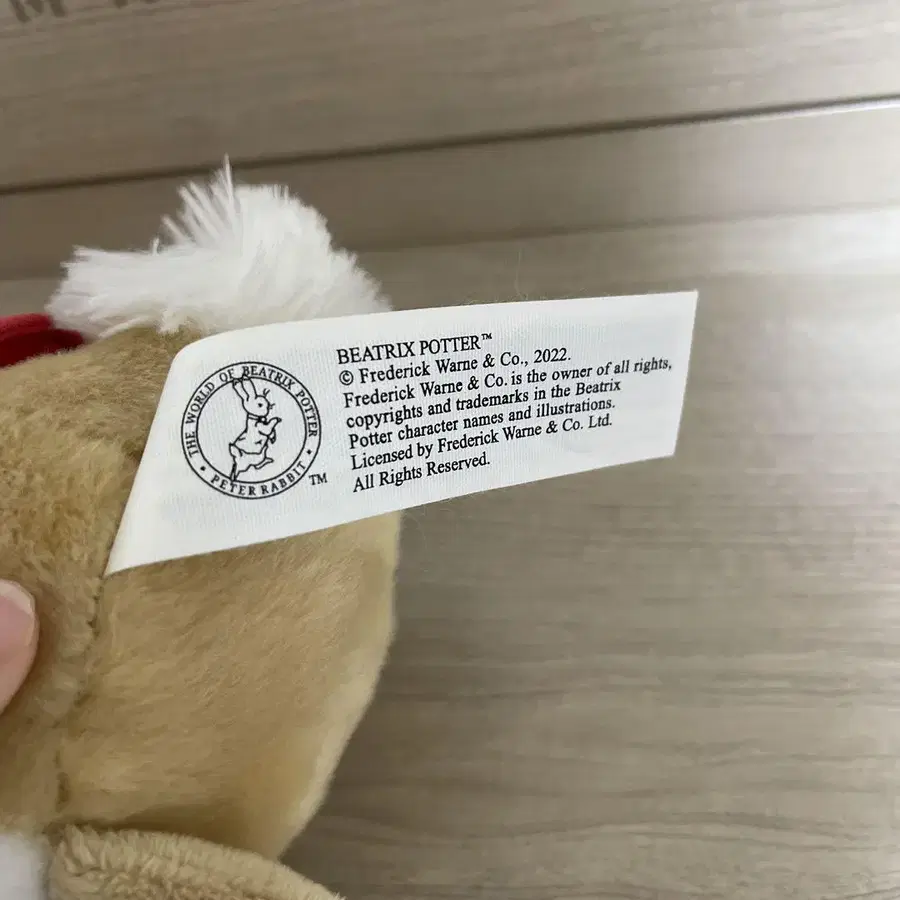 THE WORLD OF BEATRIX POTTER
• PETER RABBIT •
TM
BEATRIX POTTER™
© Frederick Warne & Co., 2022.
Frederick Warne & Co. is the owner of all rights,
copyrights and trademarks in the Beatrix
Potter character names and illustrations.
Licensed by Frederick Warne & Co. Ltd.
All Rights Reserved.